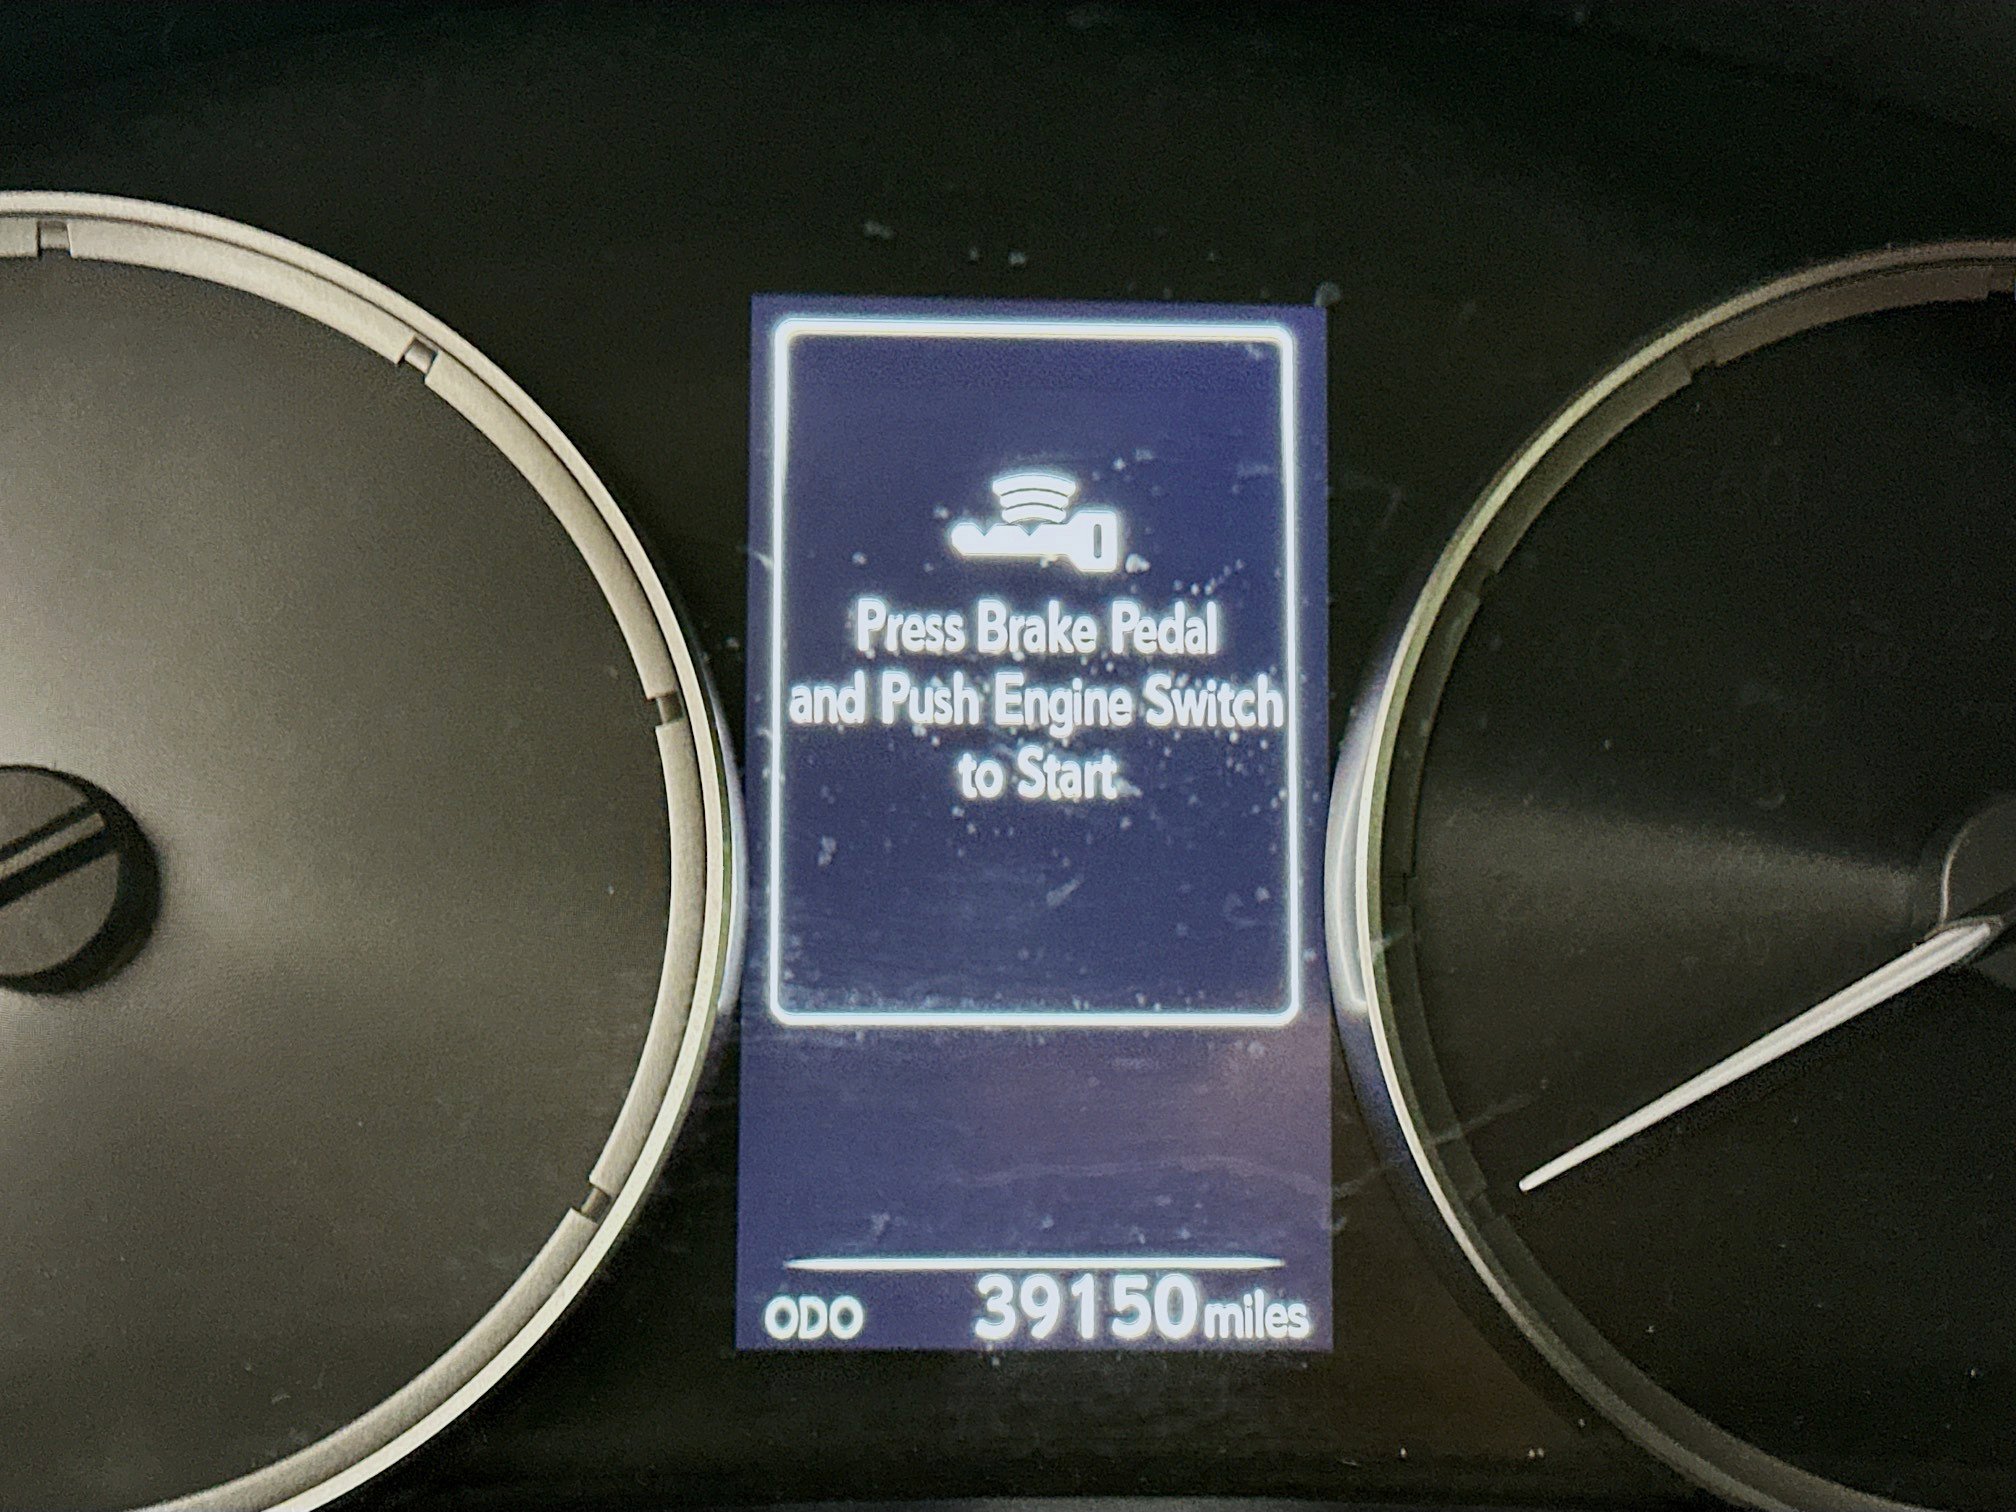 Press Brake Pedal
and Push Engine Switch
to Start
ODO 39150 miles